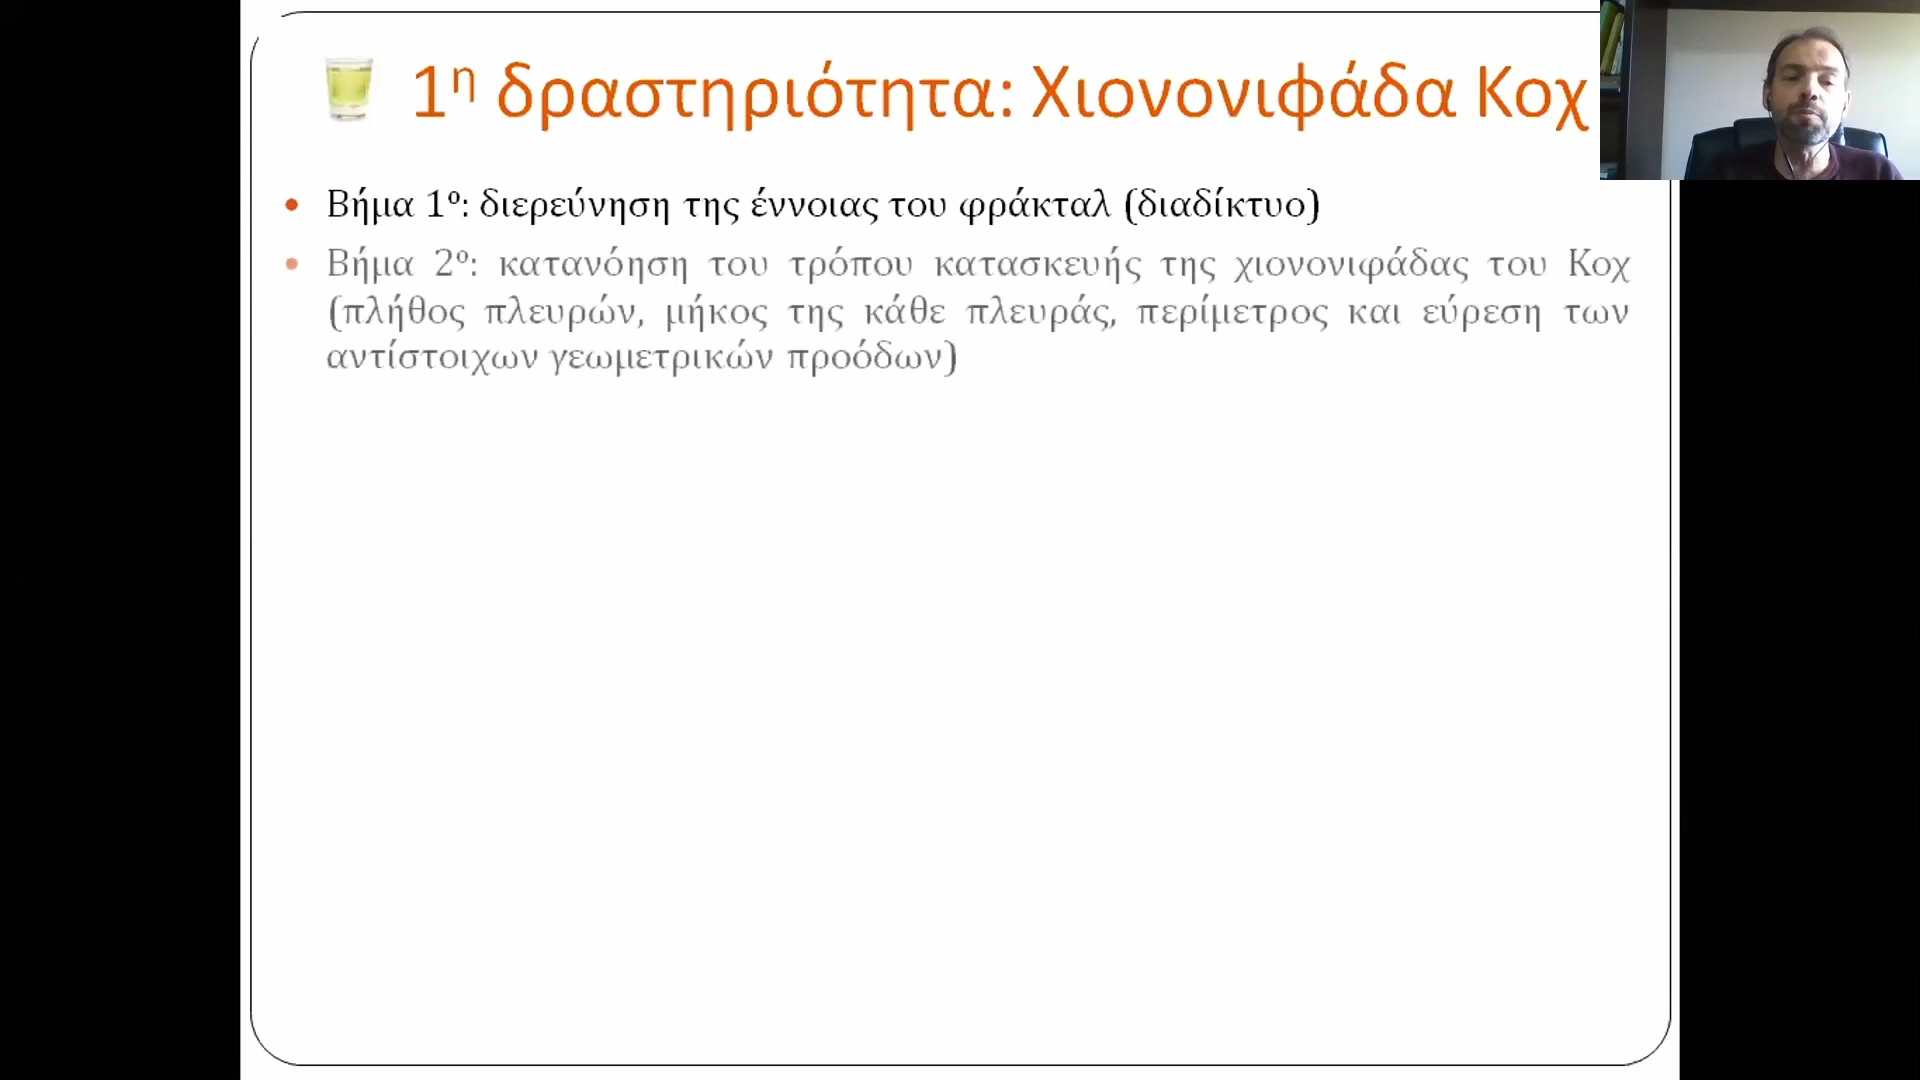 1η δραστηριότητα: Χιονονιφάδα Κοχ
• Βήμα 1ο: διερεύνηση της έννοιας του φράκταλ (διαδίκτυο)
• Βήμα 2ο: κατανόηση του τρόπου κατασκευής της χιονονιφάδας του Κοχ
(πλήθος πλευρών, μήκος της κάθε πλευράς, περίμετρος και εύρεση των
αντίστοιχων γεωμετρικών προόδων)